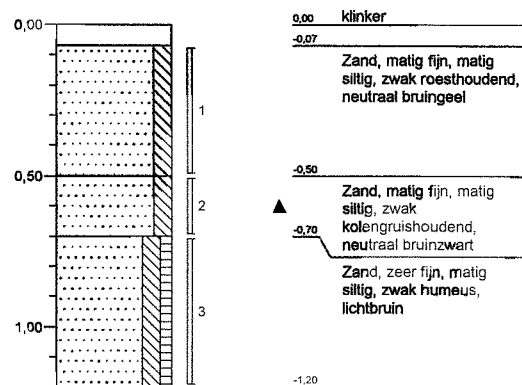 0,00
0,50
1,00
1
2
3
0,00 klinker
-0,07
Zand, matig fijn, matig
siltig, zwak roesthoudend,
neutraal bruingeel
-0,50
Zand, matig fijn, matig
siltig, zwak
kolengruishoudend,
neutraal bruinzwart
-0,70
Zand, zeer fijn, matig
siltig, zwak humeus,
lichtbruin
-1,20